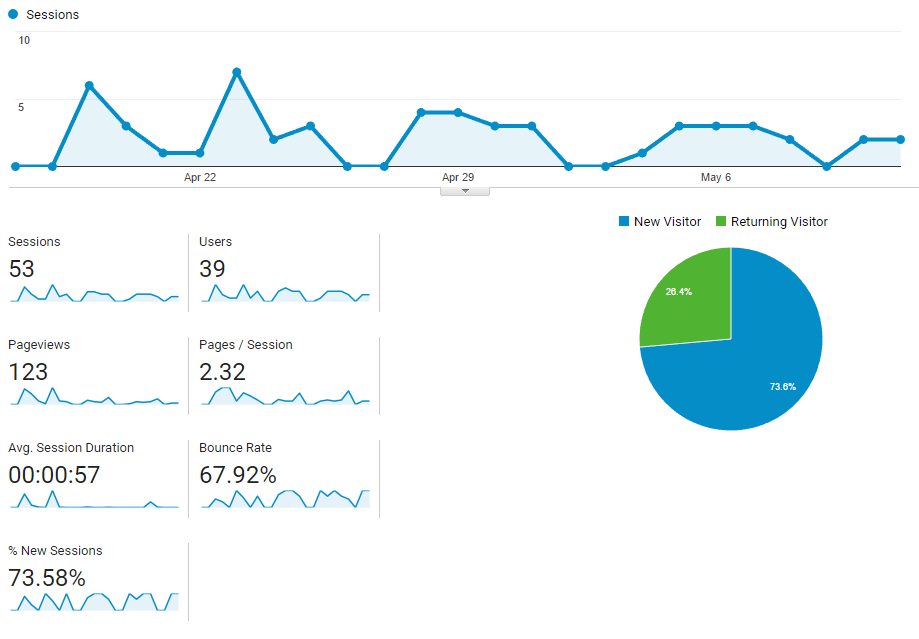 Sessions
10
5
Apr 22 Apr 29 May 6
New Visitor Returning Visitor
Sessions Users
53 39
26.4%
Pageviews Pages / Session
123 2.32
73.6%
Avg. Session Duration Bounce Rate
00:00:57 67.92%
% New Sessions
73.58%